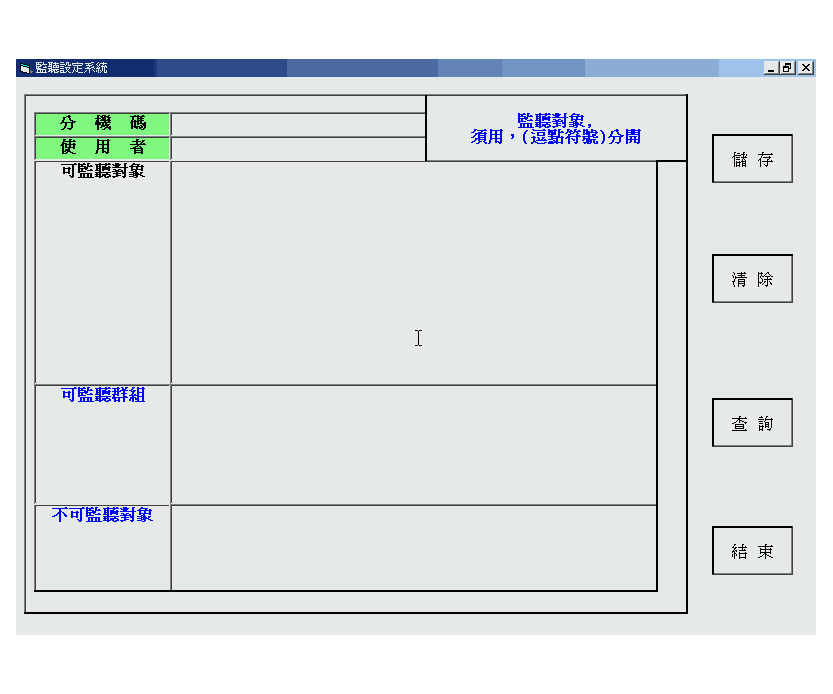 監聽設定系統
分 機 碼
監聽對象,
須用，(逗點符號)分開
使 用 者
可監聽對象
可監聽群組
不可監聽對象
儲 存
清 除
查 詢
結 束